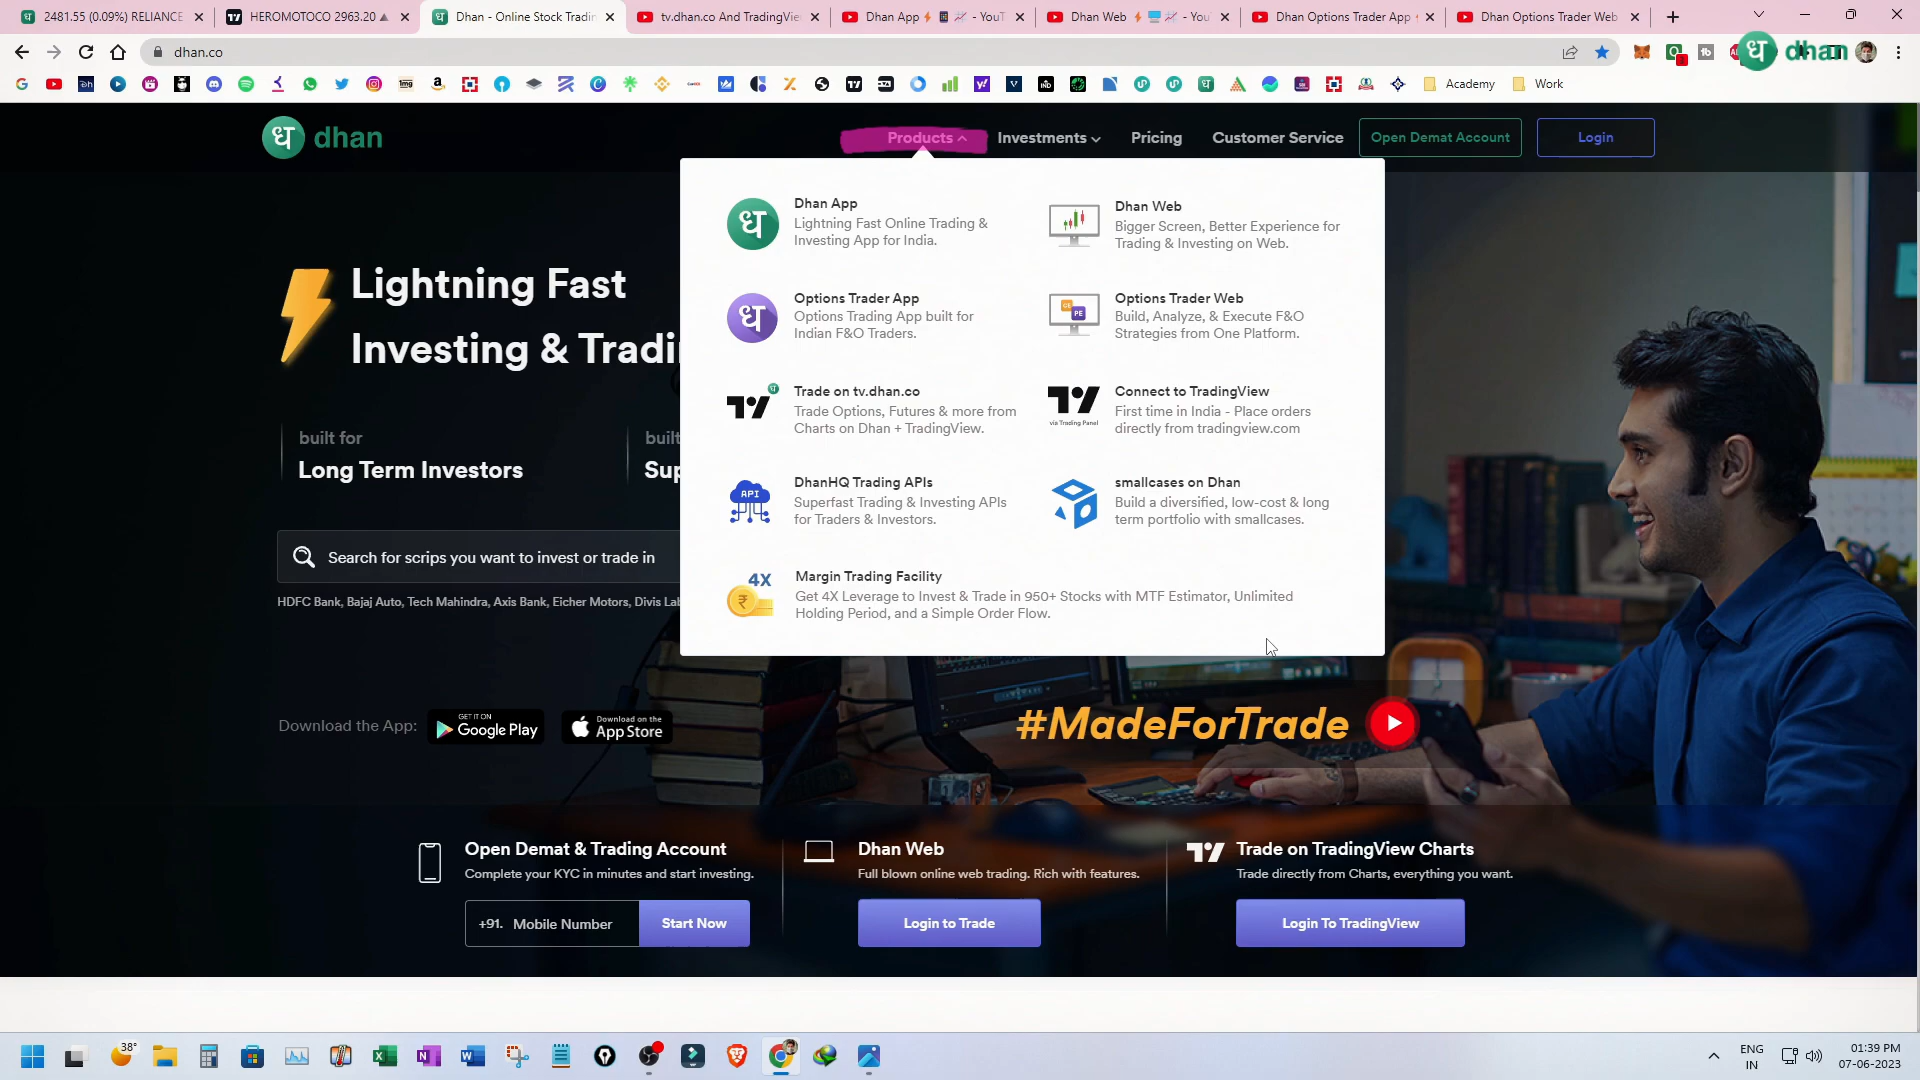 2481.55 (0.09%) RELIANCE
HEROMOTOCO 2963.20
Dhan - Online Stock Tradin
tv.dhan.co And TradingVie
Dhan App
- YouT
Dhan Web
- You
Dhan Options Trader App
Dhan Options Trader Web
dhan.co
ध dhan
Academy
Work
ध dhan
Products
Investments
Pricing
Customer Service
Open Demat Account
Login
Lightning Fast
Investing & Tradi
built for
Long Term Investors
built
Sup
Search for scrips you want to invest or trade in
HDFC Bank, Bajaj Auto, Tech Mahindra, Axis Bank, Eicher Motors, Divis Lab
ध
Dhan App
Lightning Fast Online Trading &
Investing App for India.
Dhan Web
Bigger Screen, Better Experience for
Trading & Investing on Web.
ध
Options Trader App
Options Trading App built for
Indian F&O Traders.
PE
Options Trader Web
Build, Analyze, & Execute F&O
Strategies from One Platform.
Trade on tv.dhan.co
Trade Options, Futures & more from
Charts on Dhan + TradingView.
via Trading Panel
Connect to TradingView
First time in India - Place orders
directly from tradingview.com
API
DhanHQ Trading APIs
Superfast Trading & Investing APIs
for Traders & Investors.
smallcases on Dhan
Build a diversified, low-cost & long
term portfolio with smallcases.
4X
₹
Margin Trading Facility
Get 4X Leverage to Invest & Trade in 950+ Stocks with MTF Estimator, Unlimited
Holding Period, and a Simple Order Flow.
Download the App:
GET IT ON
Google Play
Download on the
App Store
#MadeForTrade
Open Demat & Trading Account
Complete your KYC in minutes and start investing.
+91. Mobile Number
Start Now
Dhan Web
Full blown online web trading. Rich with features.
Login to Trade
Trade on TradingView Charts
Trade directly from Charts, everything you want.
Login To TradingView
38°
ENG
IN
01:39 PM
07-06-2023